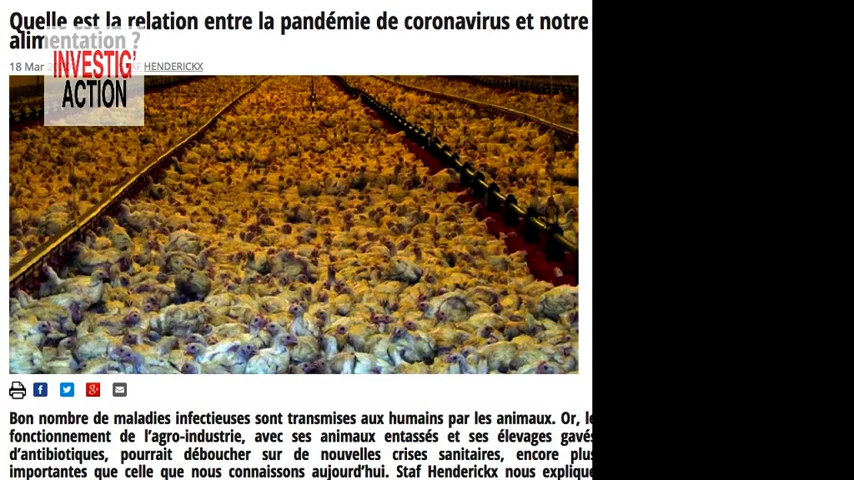 Quelle est la relation entre la pandémie de coronavirus et notre
alimentation ?
18 Mar HENDERICKX
INVESTIG'
ACTION
Bon nombre de maladies infectieuses sont transmises aux humains par les animaux. Or, le
fonctionnement de l'agro-industrie, avec ses animaux entassés et ses élevages gavés
d'antibiotiques, pourrait déboucher sur de nouvelles crises sanitaires, encore plus
importantes que celle que nous connaissons aujourd'hui. Staf Henderickx nous explique